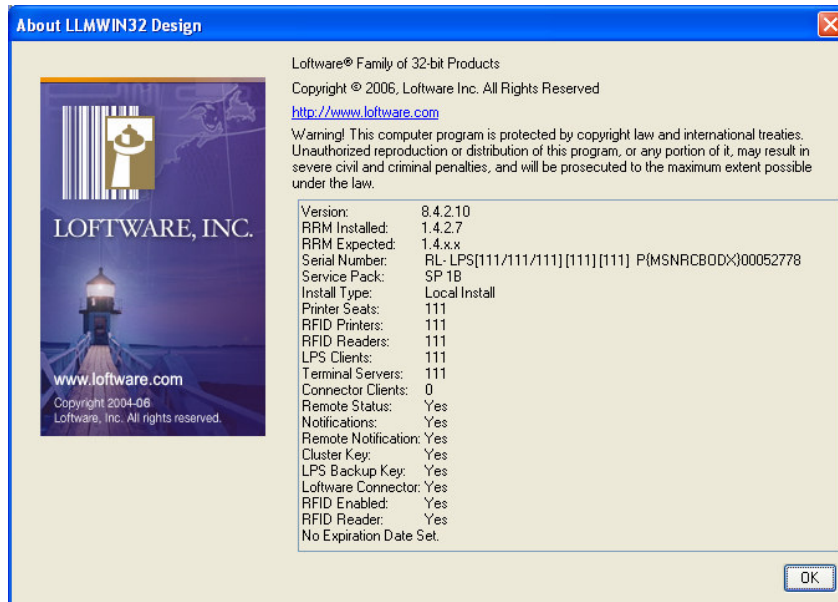 About LLMWIN32 Design
Loftware® Family of 32-bit Products
Copyright © 2006, Loftware Inc. All Rights Reserved
http://www.loftware.com
Warning! This computer program is protected by copyright law and international treaties.
Unauthorized reproduction or distribution of this program, or any portion of it, may result in
severe civil and criminal penalties, and will be prosecuted to the maximum extent possible
under the law.
LOFTWARE, INC.
www.loftware.com
Copyright 2004-06
Loftware, Inc. All rights reserved.
Version: 8.4.2.10
RRM Installed: 1.4.2.7
RRM Expected: 1.4.x.x
Serial Number: RL- LPS[111/111/111] [111] [111] P{MSNRCBODX}00052778
Service Pack: SP 1B
Install Type: Local Install
Printer Seats: 111
RFID Printers: 111
RFID Readers: 111
LPS Clients: 111
Terminal Servers: 111
Connector Clients: 0
Remote Status: Yes
Notifications: Yes
Remote Notification: Yes
Cluster Key: Yes
LPS Backup Key: Yes
Loftware Connector: Yes
RFID Enabled: Yes
RFID Reader: Yes
No Expiration Date Set.
OK